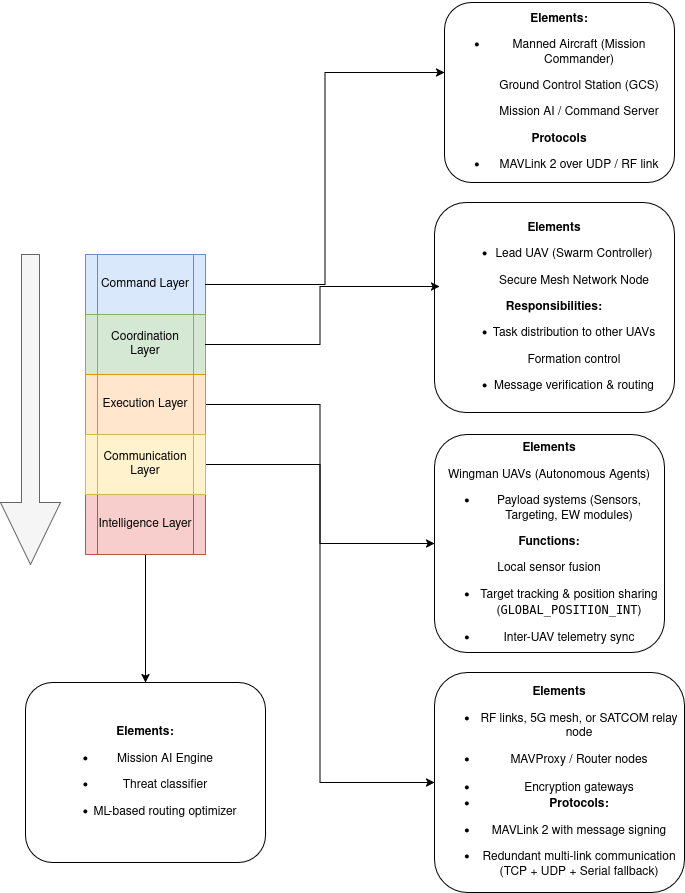 Elements:
• Manned Aircraft (Mission
Commander)
Ground Control Station (GCS)
Mission AI / Command Server
Protocols
• MAVLink 2 over UDP / RF link
Elements
• Lead UAV (Swarm Controller)
Secure Mesh Network Node
Responsibilities:
• Task distribution to other UAVs
Formation control
• Message verification & routing
Command Layer
Coordination
Layer
Execution Layer
Communication
Layer
Intelligence Layer
Elements
Wingman UAVs (Autonomous Agents)
• Payload systems (Sensors,
Targeting, EW modules)
Functions:
Local sensor fusion
• Target tracking & position sharing
(GLOBAL_POSITION_INT)
• Inter-UAV telemetry sync
Elements
• RF links, 5G mesh, or SATCOM relay
node
• MAVProxy / Router nodes
• Encryption gateways
• Protocols:
• MAVLink 2 with message signing
• Redundant multi-link communication
(TCP + UDP + Serial fallback)
Elements:
• Mission AI Engine
• Threat classifier
• ML-based routing optimizer